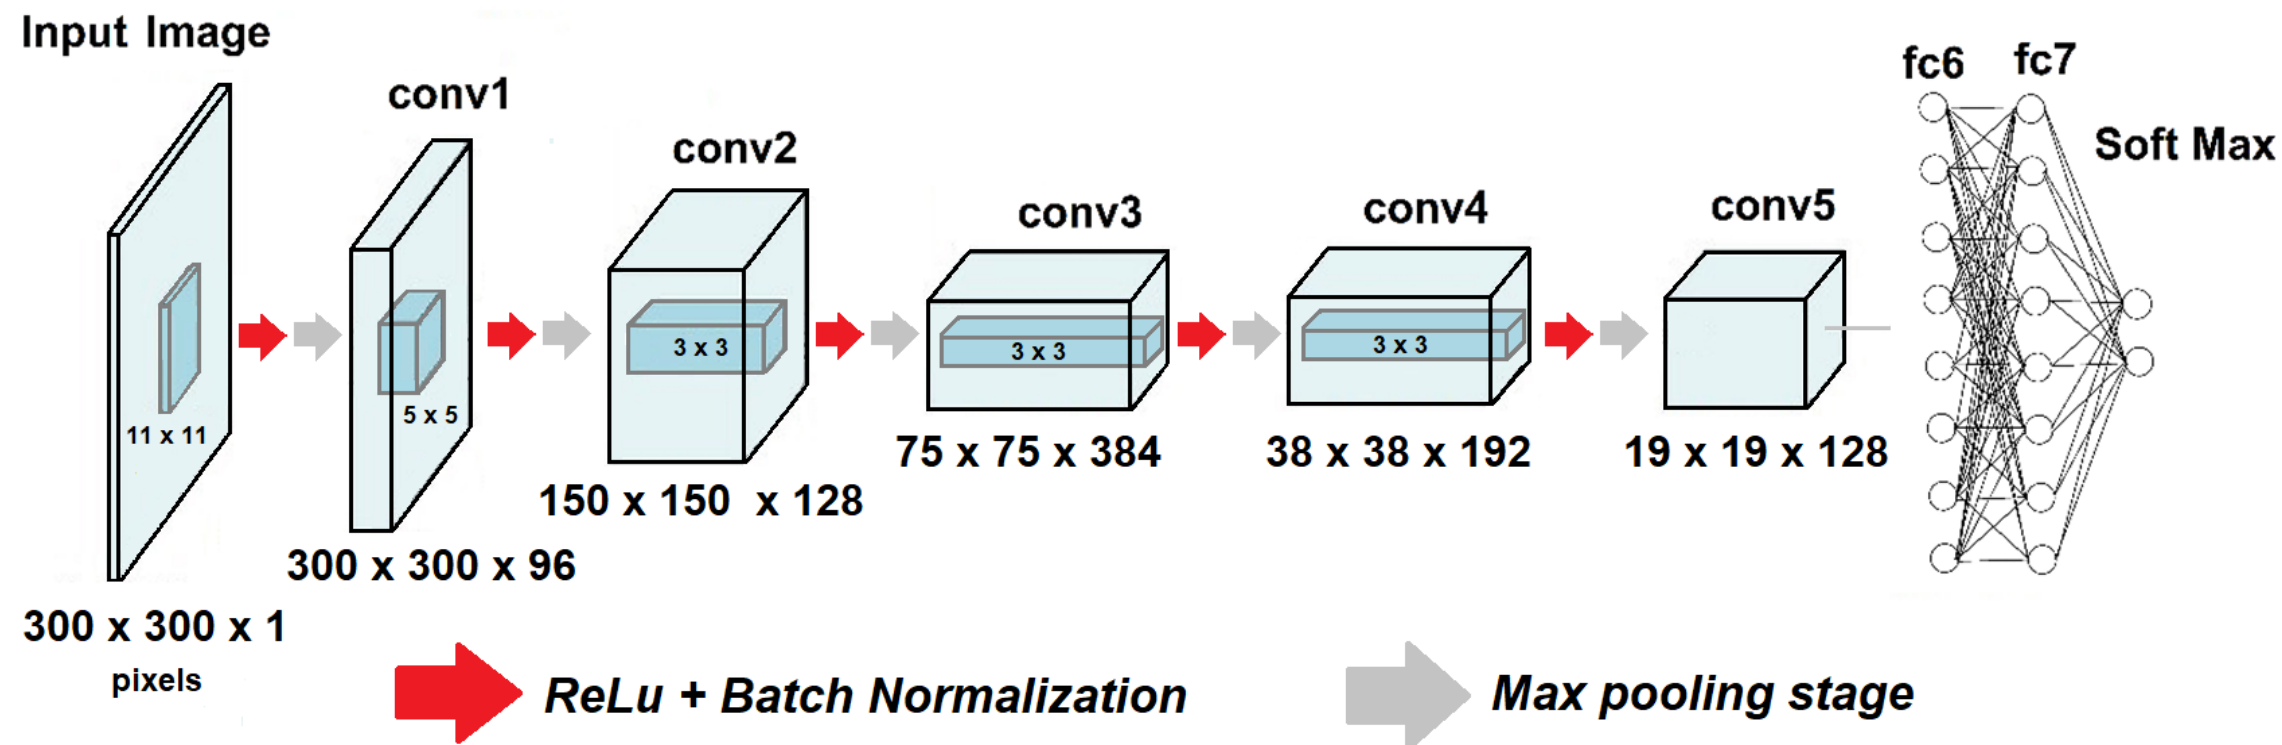 Input Image
conv1
conv2
conv3
conv4
conv5
fc6
fc7
Soft Max
11 x 11
5 x 5
3 x 3
3 x 3
3 x 3
300 x 300 x 1
pixels
300 x 300 x 96
150 x 150 x 128
75 x 75 x 384
38 x 38 x 192
19 x 19 x 128
ReLu + Batch Normalization
Max pooling stage